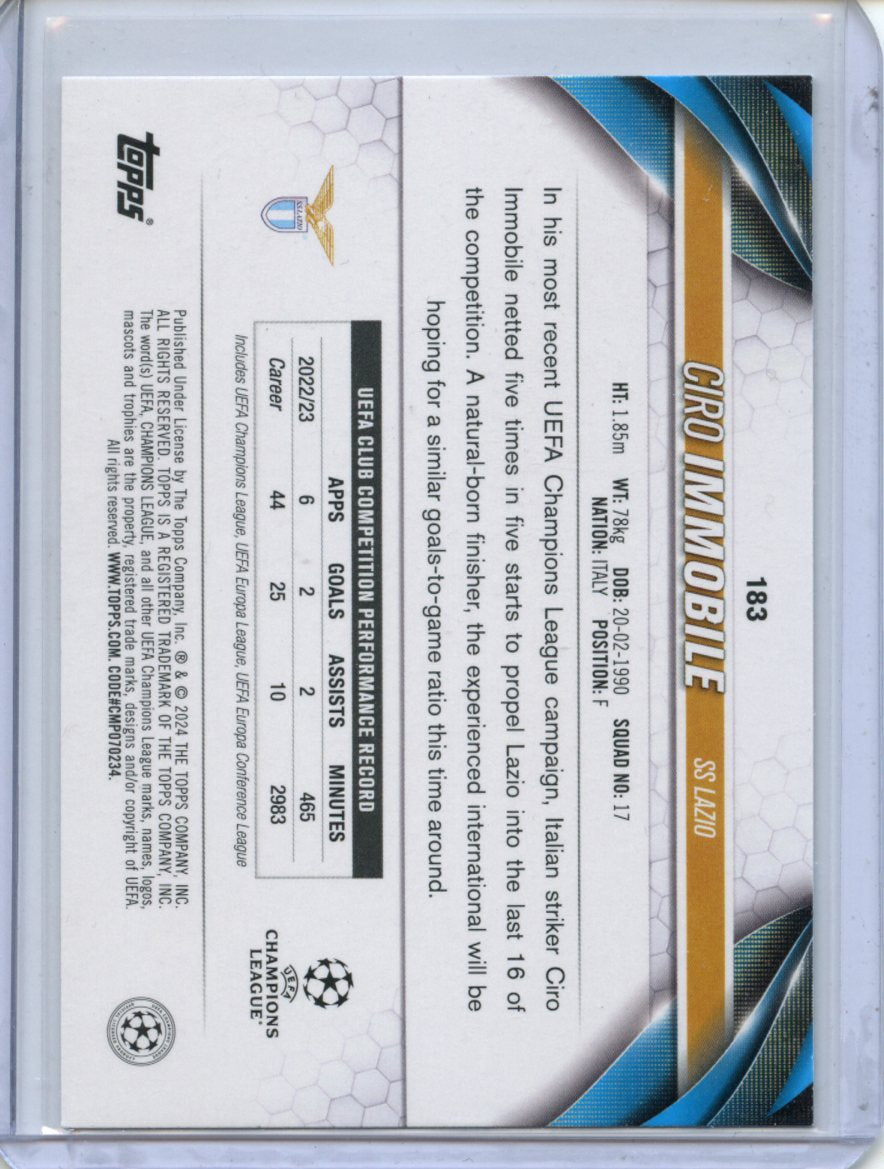 183
CIRO IMMOBILE SS LAZIO
HT: 1.85m WT: 78kg DOB: 20-02-1990 SQUAD NO: 17
NATION: ITALY POSITION: F
In his most recent UEFA Champions League campaign, Italian striker Ciro
Immobile netted five times in five starts to propel Lazio into the last 16 of
the competition. A natural-born finisher, the experienced international will be
hoping for a similar goals-to-game ratio this time around.
UEFA CLUB COMPETITION PERFORMANCE RECORD
APPS GOALS ASSISTS MINUTES
2022/23 6 2 2 465
Career 44 25 10 2983
Includes UEFA Champions League, UEFA Europa League, UEFA Europa Conference League
S.S.LAZIO
UEFA
CHAMPIONS
LEAGUE®
topps®
Published Under License by The Topps Company, Inc. ® & © 2024 THE TOPPS COMPANY, INC.
ALL RIGHTS RESERVED. TOPPS IS A REGISTERED TRADEMARK OF THE TOPPS COMPANY, INC.
The word(s) UEFA, CHAMPIONS LEAGUE, and all other UEFA Champions League marks, names, logos,
mascots and trophies are the property, registered trade marks, designs and/or copyright of UEFA.
All rights reserved. WWW.TOPPS.COM. CODE#CMP070234.